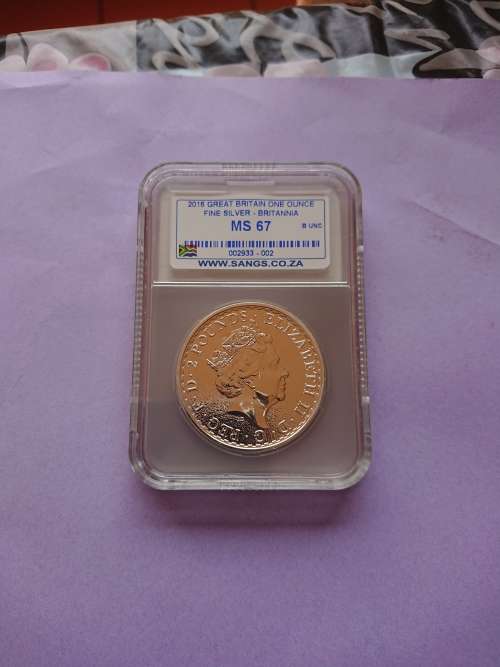 2016 GREAT BRITAIN ONE OUNCE
FINE SILVER - BRITANNIA
MS 67
B UNC
002933 - 002
WWW.SANGS.CO.ZA
ELIZABETH II · D · G · REG · F · D · 2 POUNDS ·